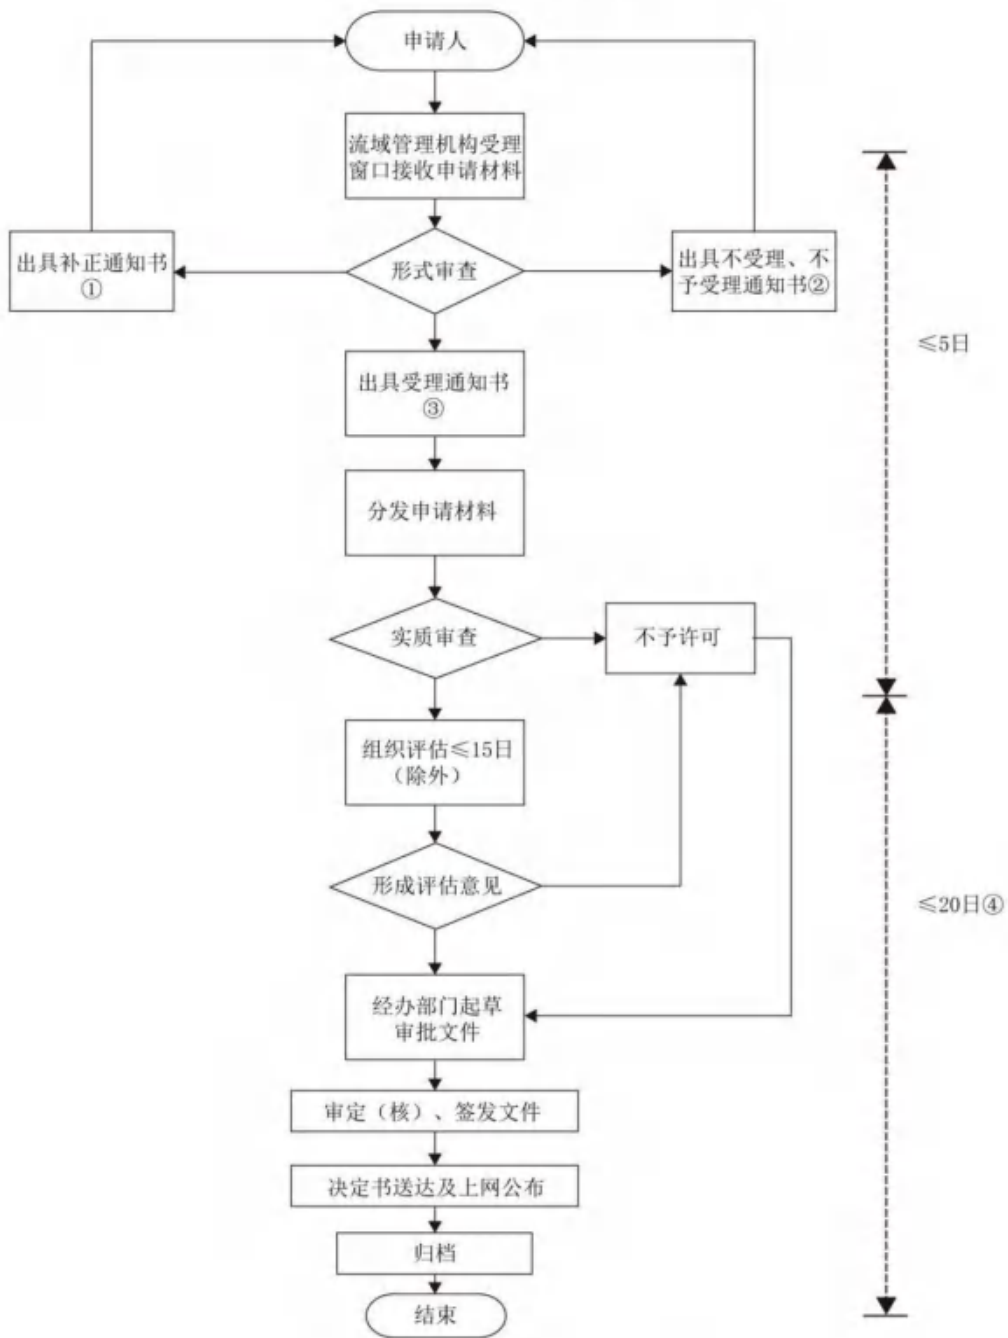 申请人
流域管理机构受理
窗口接收申请材料
形式审查
出具补正通知书
①
出具不受理、不
予受理通知书②
≤5日
出具受理通知书
③
分发申请材料
实质审查
不予许可
组织评估≤15日
（除外）
形成评估意见
≤20日④
经办部门起草
审批文件
审定（核）、签发文件
决定书送达及上网公布
归档
结束